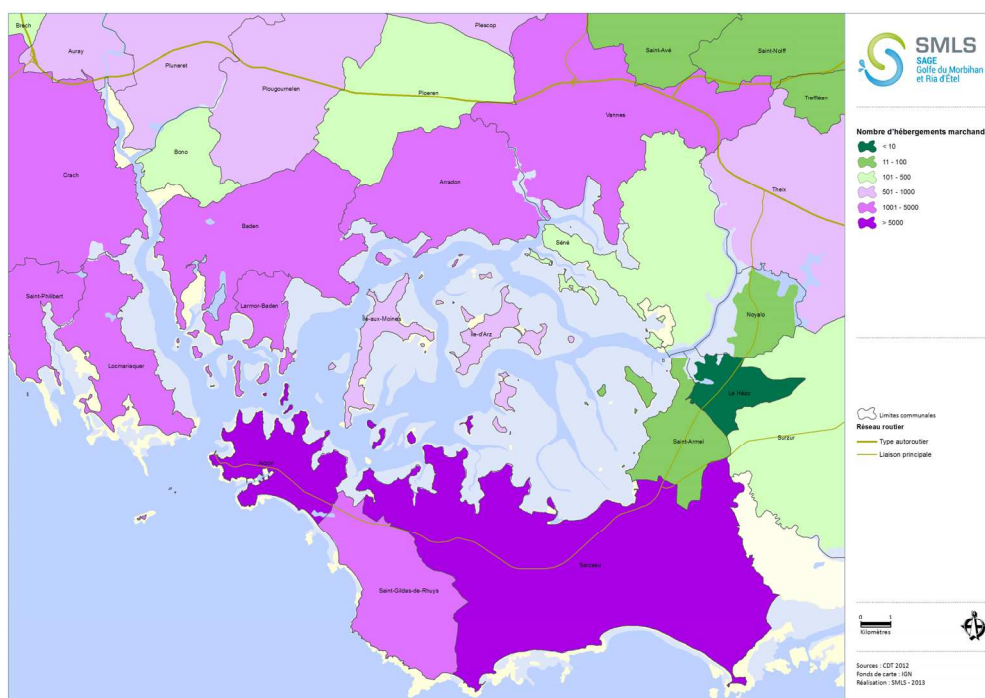 Brech
Plescop
Saint-Avé
Saint-Nolff
Auray
Pluneret
Plougoumelen
Ploeren
Treffléan
Vannes
Bono
Crach
Arradon
Theix
Baden
Séné
Saint-Philibert
Larmor-Baden
Île-aux-Moines
Île-d'Arz
Noyalo
Locmariaquer
Le Hézo
Saint-Armel
Surzur
Arzon
Sarzeau
Saint-Gildas-de-Rhuys
SMLS
SAGE
Golfe du Morbihan
et Ria d'Etel
Nombre d'hébergements marchand
< 10
11 - 100
101 - 500
501 - 1000
1001 - 5000
> 5000
Limites communales
Réseau routier
Type autoroutier
Liaison principale
0 1
Kilomètres
Sources : CDT 2012
Fonds de carte : IGN
Réalisation : SMLS - 2013